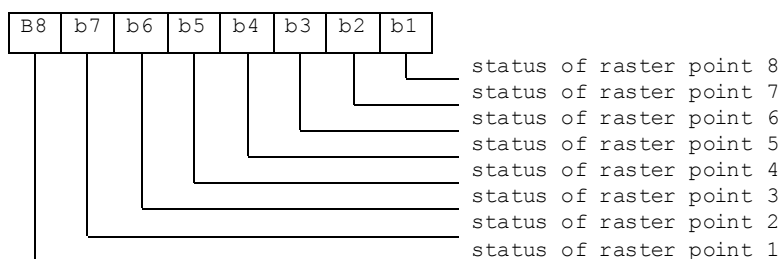 B8 b7 b6 b5 b4 b3 b2 b1
status of raster point 8
status of raster point 7
status of raster point 6
status of raster point 5
status of raster point 4
status of raster point 3
status of raster point 2
status of raster point 1